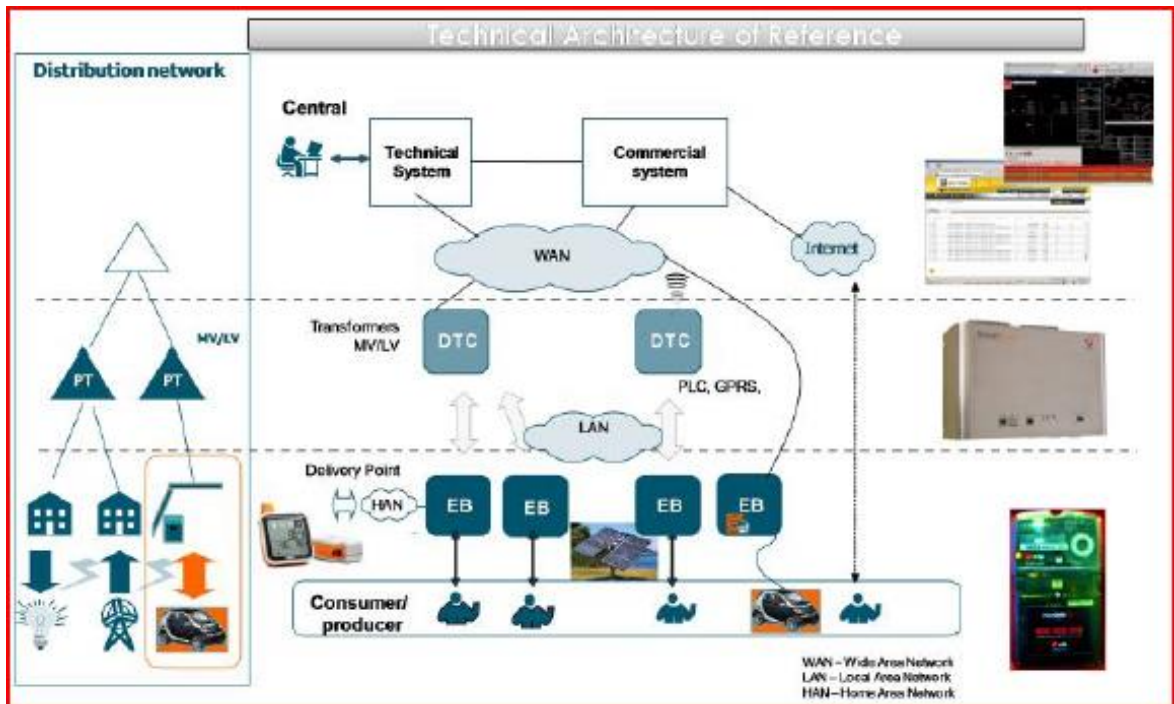 Technical Architecture of Reference
Distribution network
Central
Technical
System
Commercial
system
WAN
Internet
MV/LV
Transformers
MV/LV
DTC
DTC
PT
PT
PLC, GPRS,
LAN
Delivery Point
HAN
EB
EB
EB
EB
Consumer/
producer
WAN – Wide Area Network
LAN – Local Area Network
HAN – Home Area Network